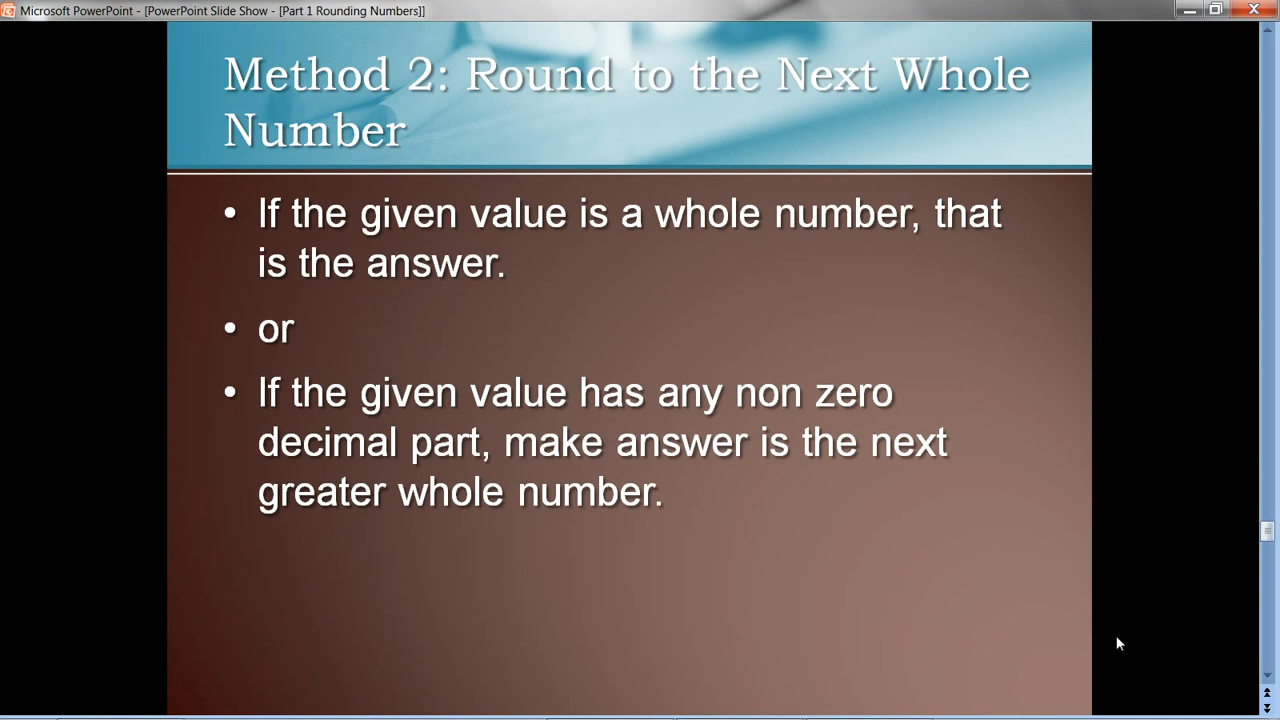 Microsoft PowerPoint - [PowerPoint Slide Show - [Part 1 Rounding Numbers]]
Method 2: Round to the Next Whole
Number
• If the given value is a whole number, that
is the answer.
• or
• If the given value has any non zero
decimal part, make answer is the next
greater whole number.